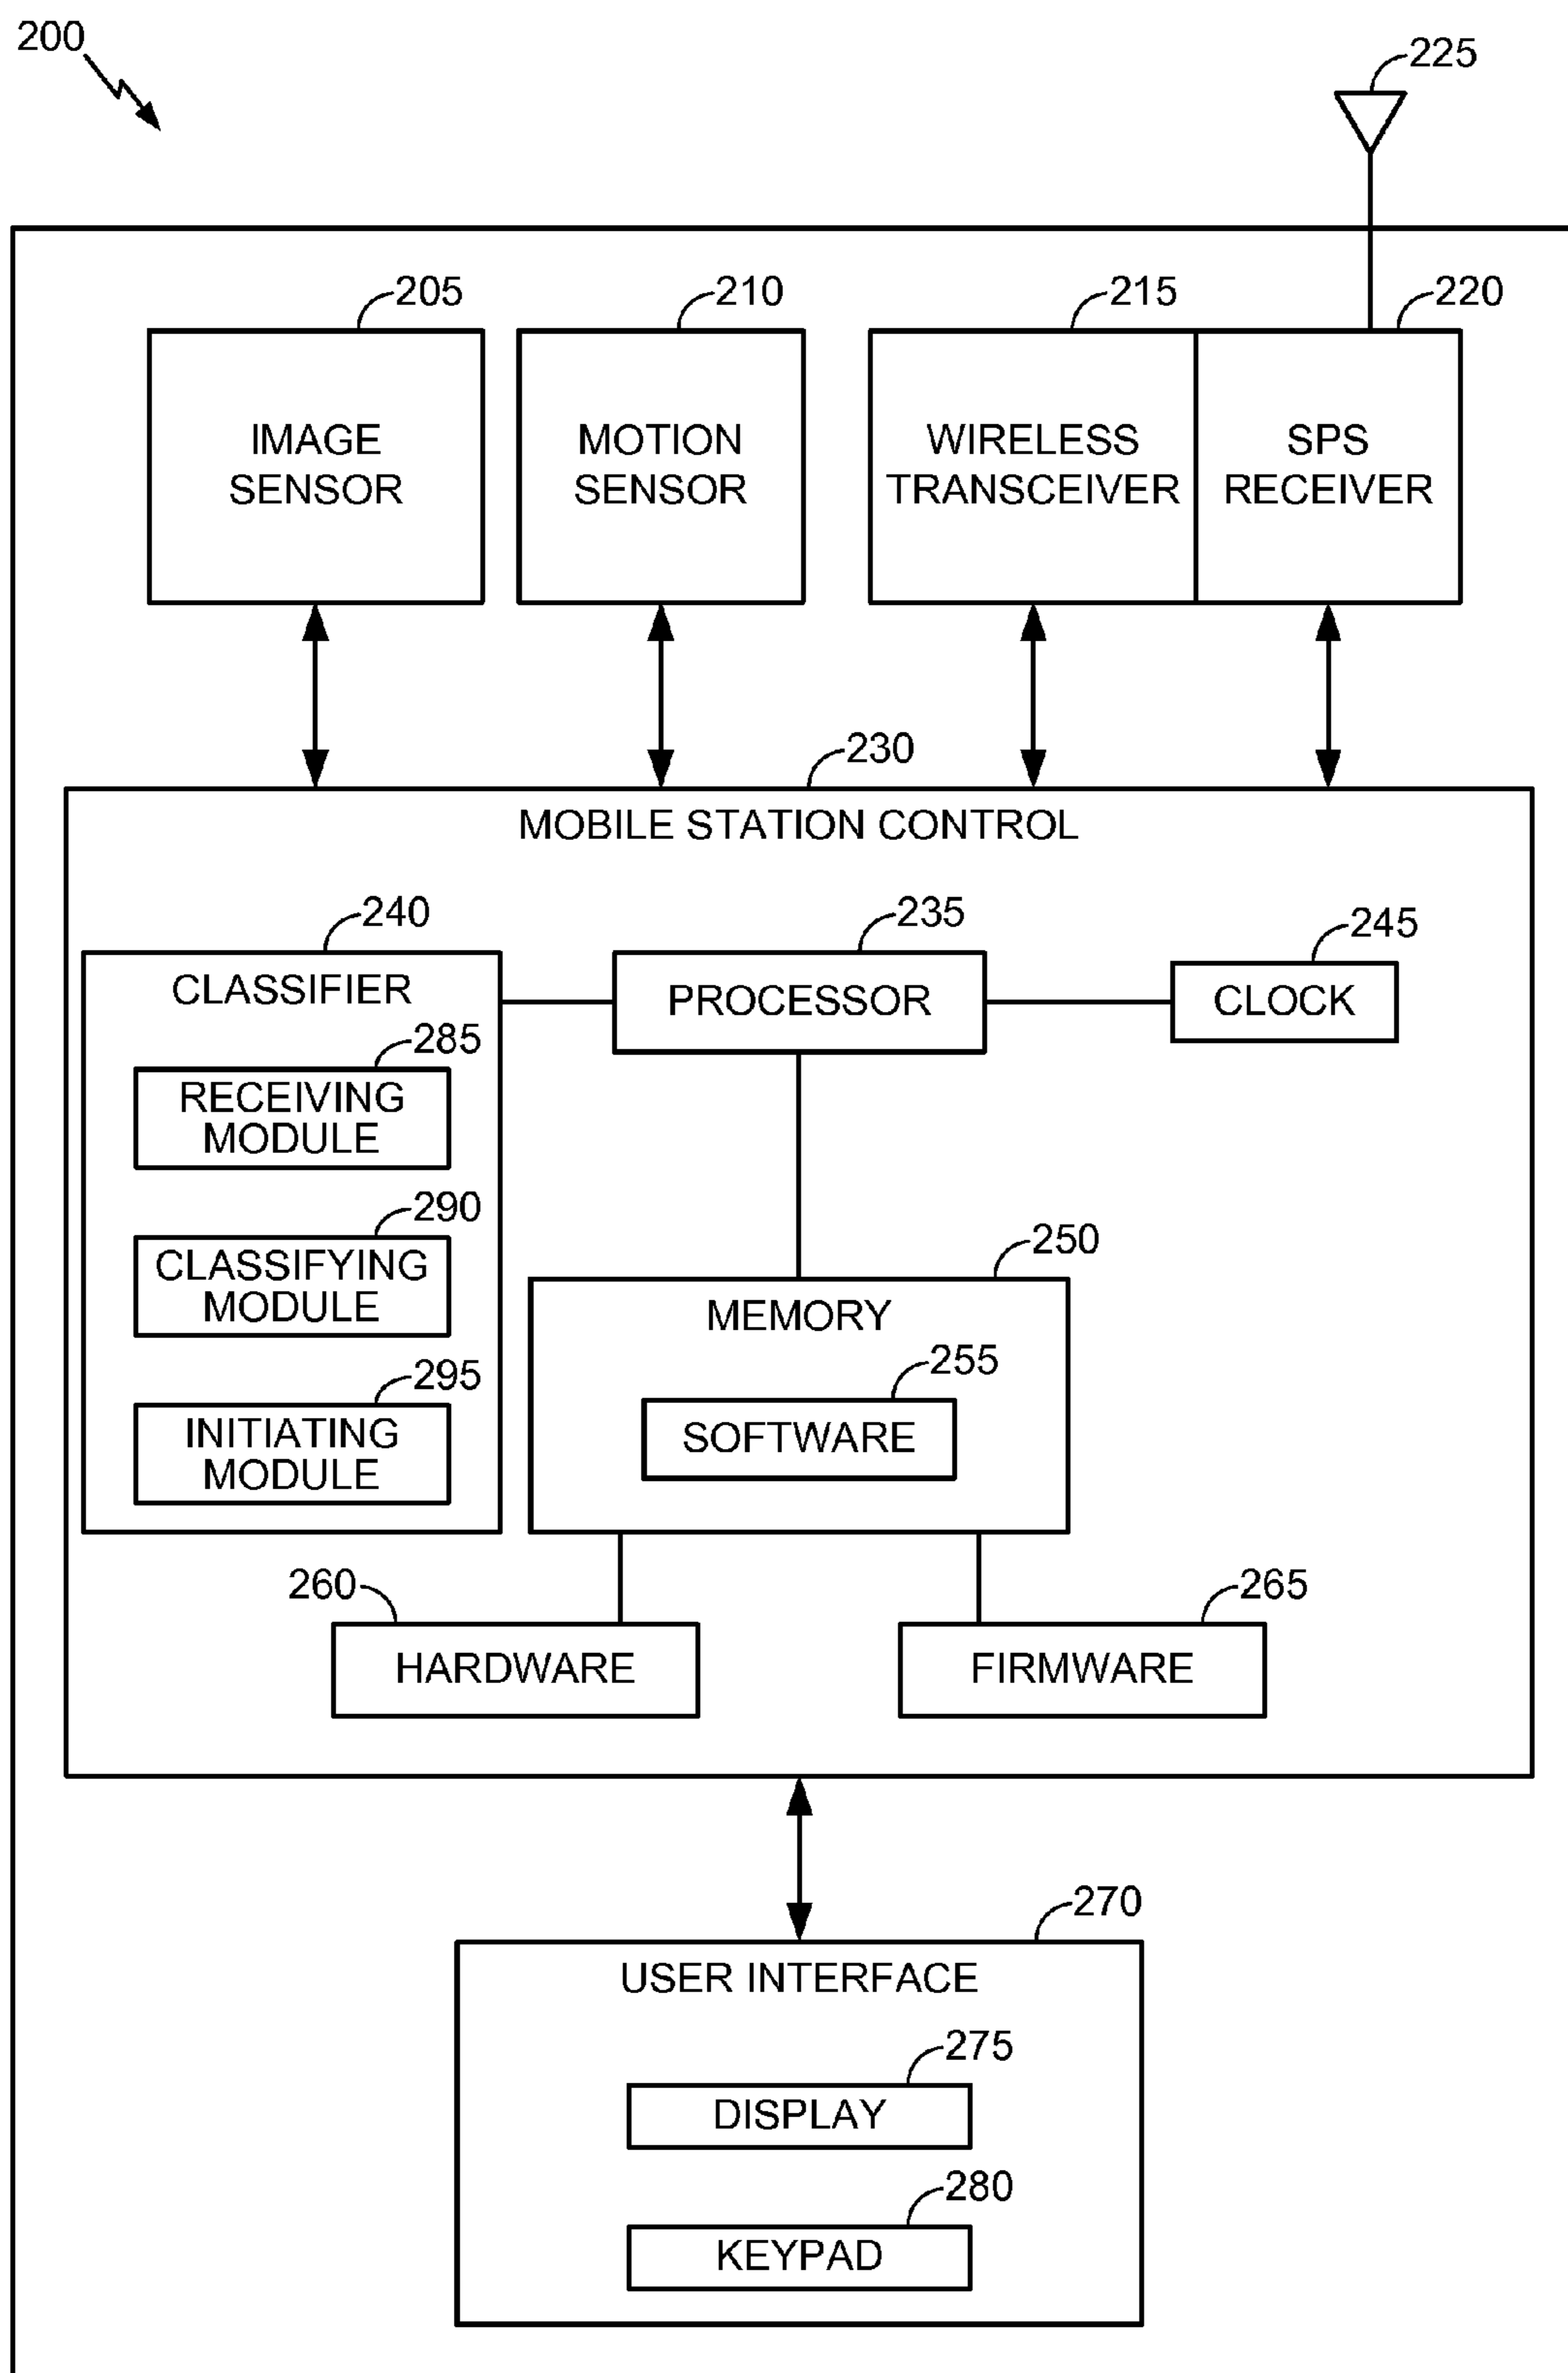 200
225
205
210
215
220
IMAGE
SENSOR
MOTION
SENSOR
WIRELESS
TRANSCEIVER
SPS
RECEIVER
230
MOBILE STATION CONTROL
240
235
245
CLASSIFIER
PROCESSOR
CLOCK
285
RECEIVING
MODULE
290
CLASSIFYING
MODULE
250
MEMORY
255
SOFTWARE
295
INITIATING
MODULE
260
265
HARDWARE
FIRMWARE
270
USER INTERFACE
275
DISPLAY
280
KEYPAD